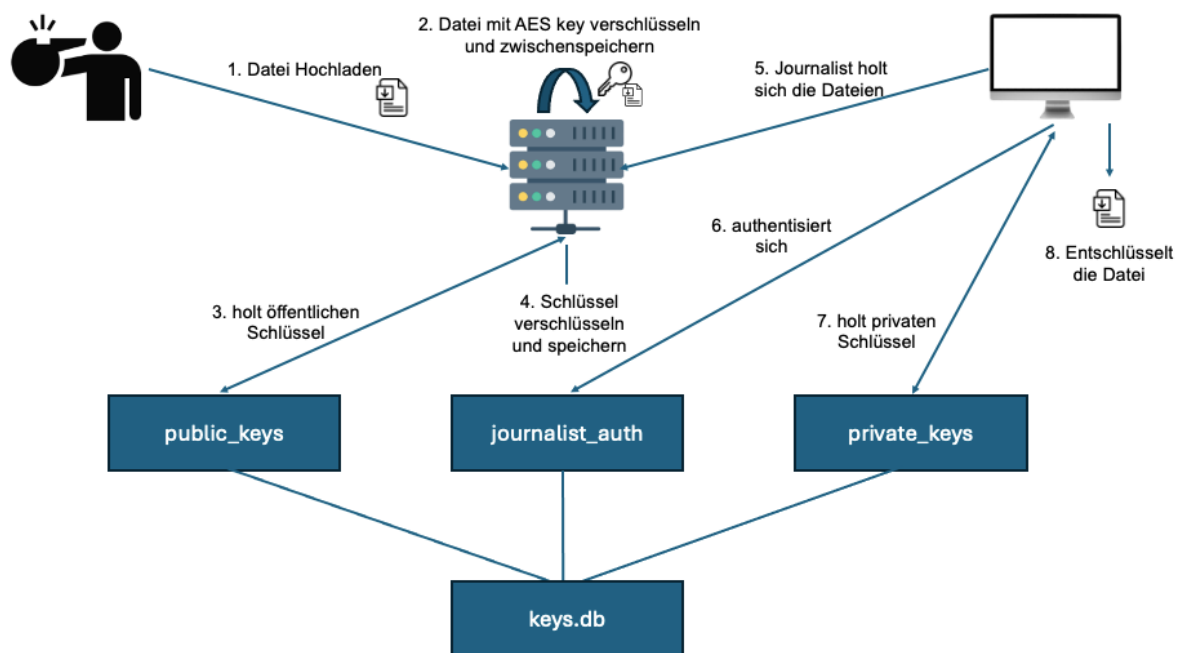 1. Datei Hochladen
2. Datei mit AES key verschlüsseln
und zwischenspeichern
5. Journalist holt
sich die Dateien
3. holt öffentlichen
Schlüssel
4. Schlüssel
verschlüsseln
und speichern
6. authentisiert
sich
7. holt privaten
Schlüssel
8. Entschlüsselt
die Datei
public_keys
journalist_auth
private_keys
keys.db